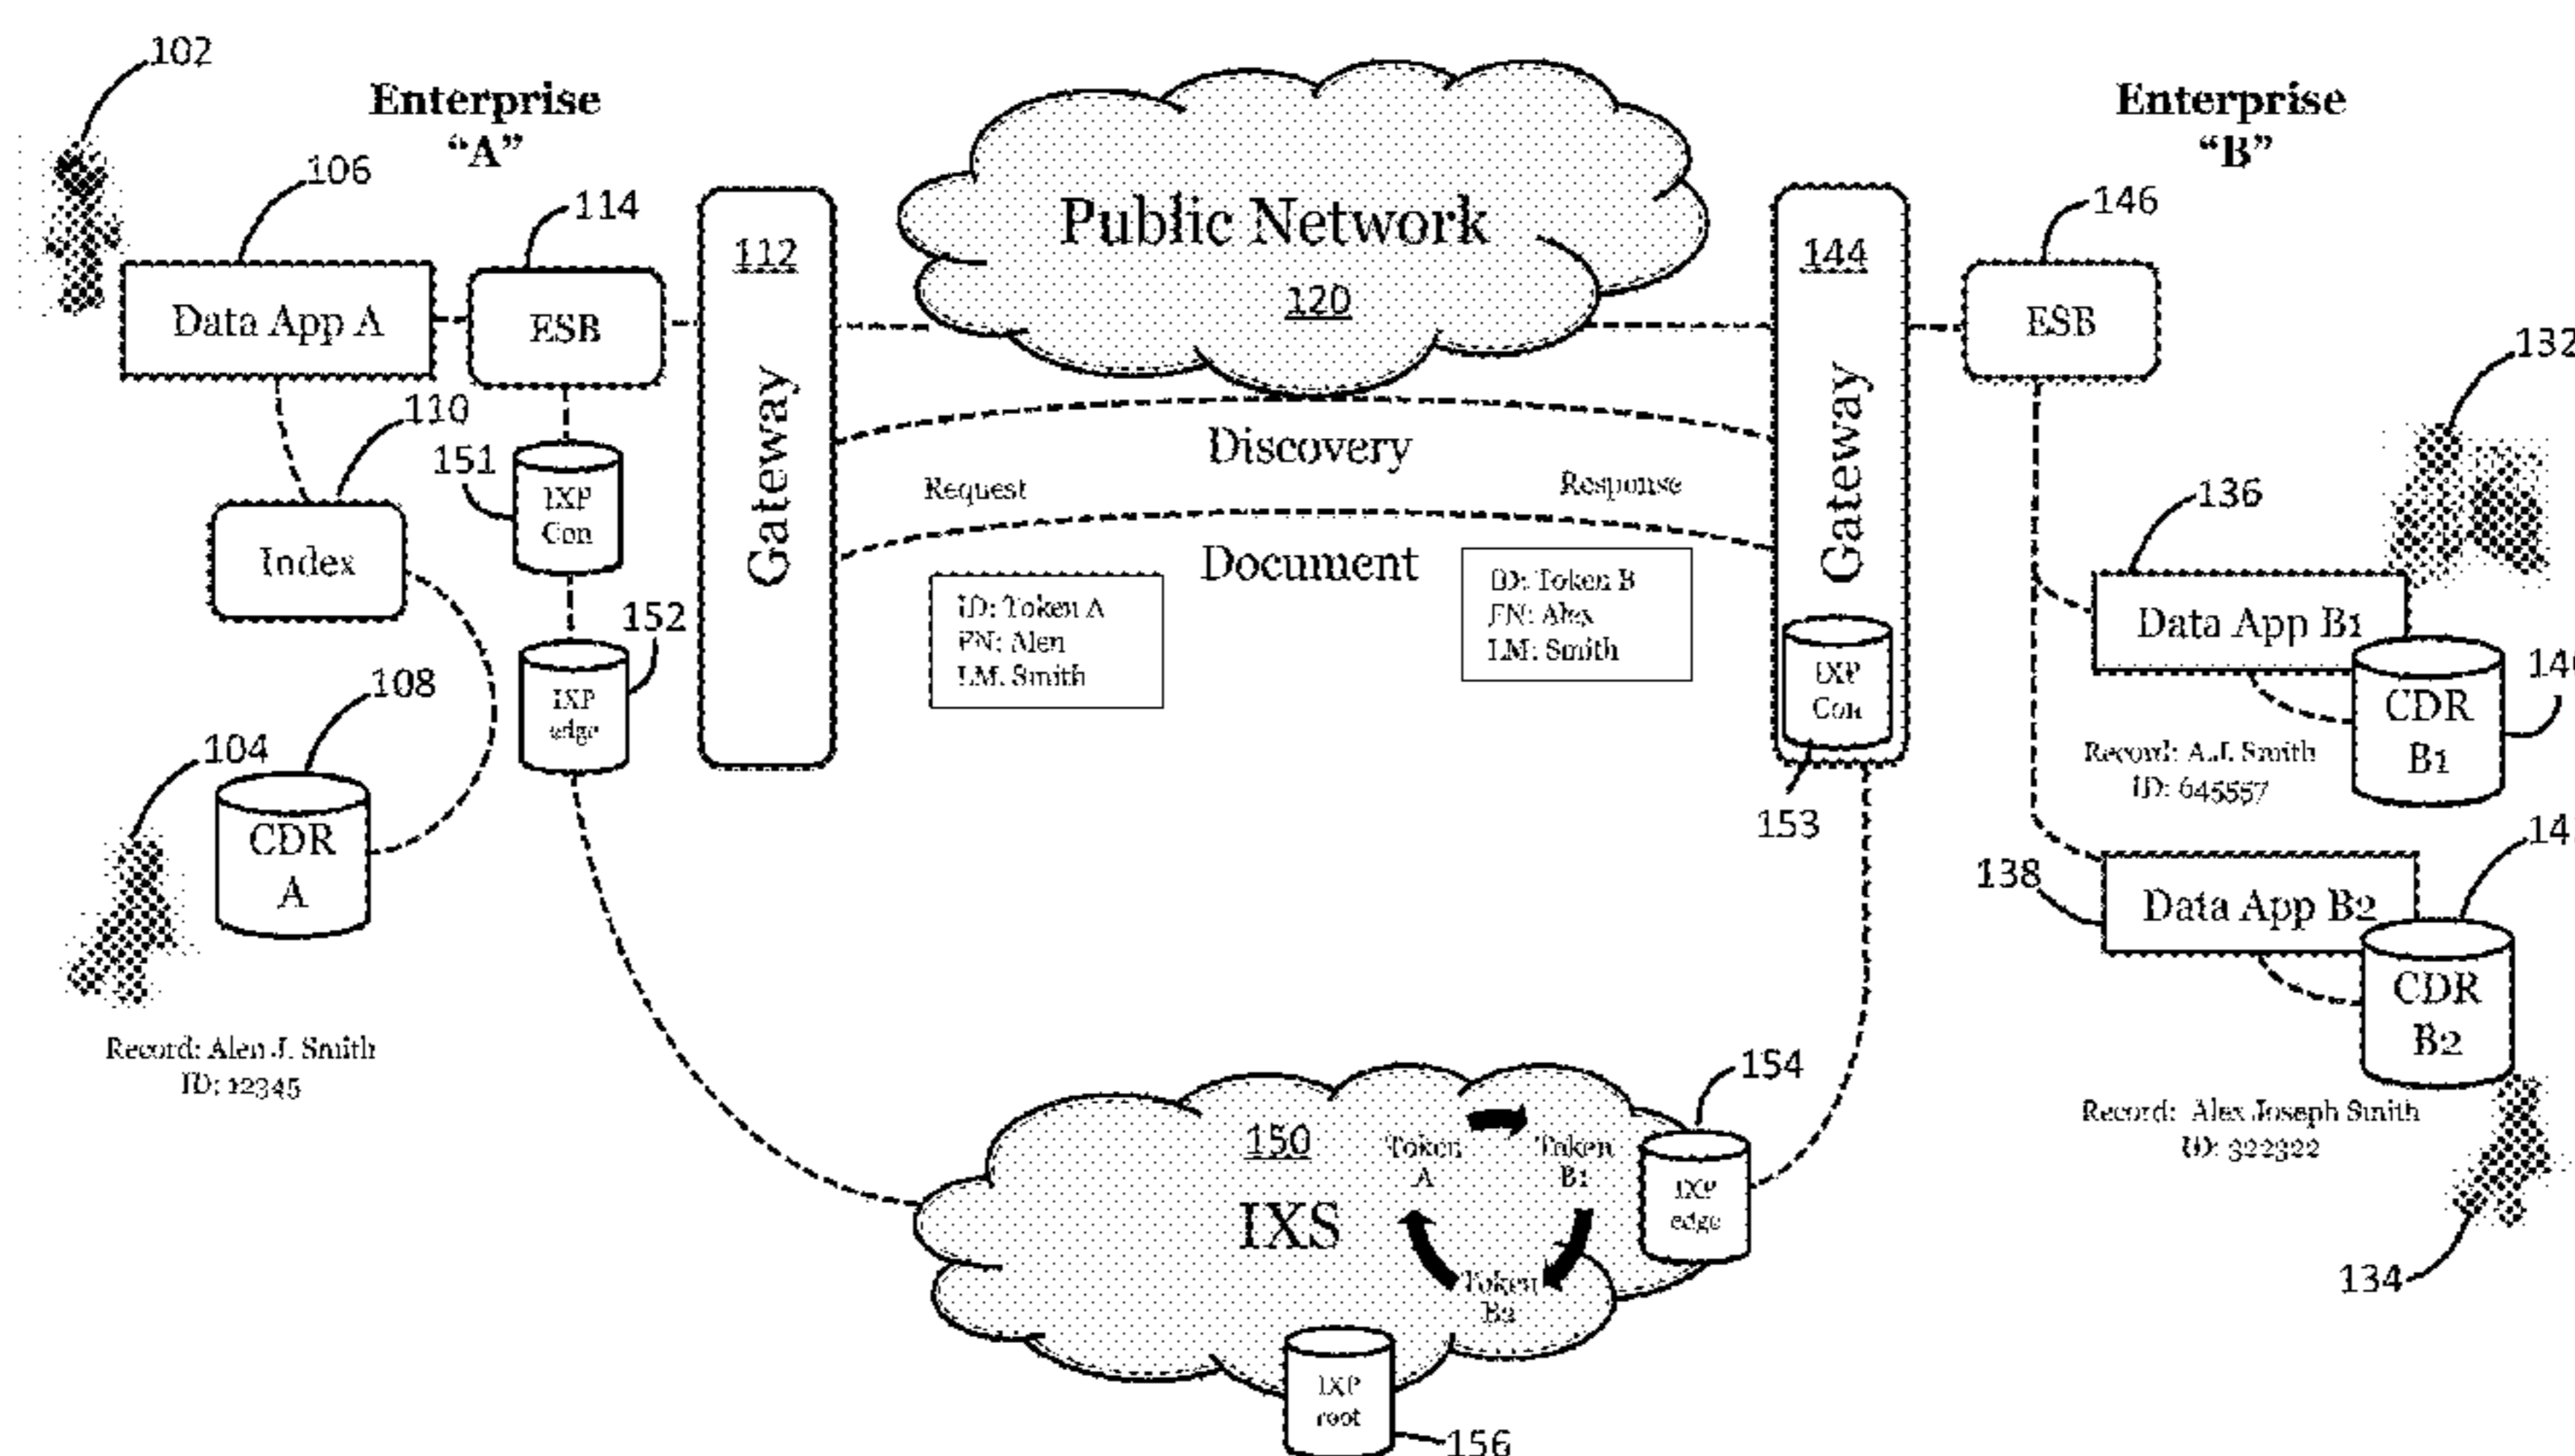 102
Enterprise
“A”
106
114
112
Gateway
Data App A
ESB
110
151
IXP
Con
Index
152
IXP
edge
108
104
CDR
A
Record: Alen J. Smith
ID: 12345
Public Network
120
Discovery
Request
Response
Document
ID: Token A
FN: Alen
LM. Smith
ID: Token B
FN: Alex
LM: Smith
144
Gateway
IXP
Con
153
Enterprise
“B”
146
ESB
132
136
Data App B1
CDR
B1
Record: A.J. Smith
ID: 645557
138
Data App B2
CDR
B2
Record: Alex Joseph Smith
ID: 322322
134
150
IXS
Token
A
Token
B1
Token
B2
154
IXP
edge
IXP
root
156